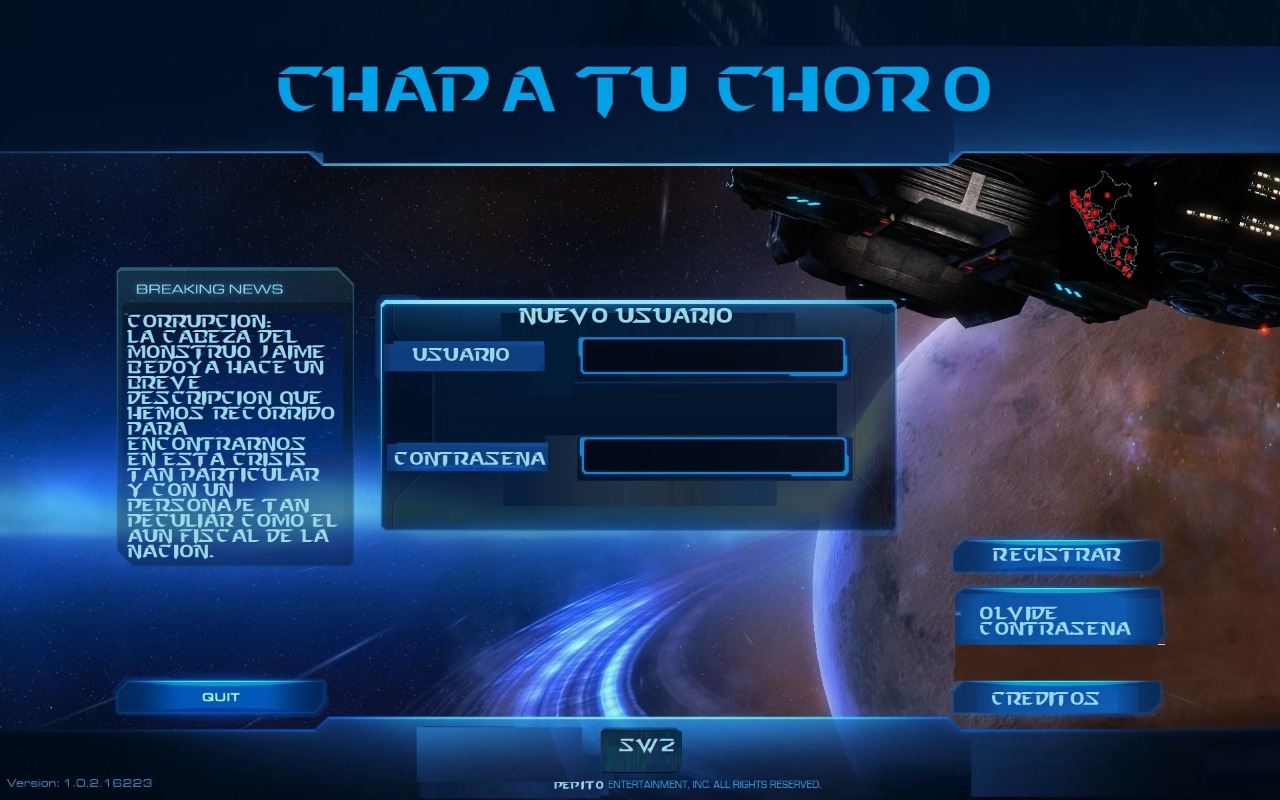 CHAPA TU CHORO
BREAKING NEWS
CORRUPCION:
LA CABEZA DEL
MONSTRUO JAIME
BEDOYA HACE UN
BREVE
DESCRIPCION QUE
HEMOS RECORRIDO
PARA
ENCONTRARNOS
EN ESTA CRISIS
TAN PARTICULAR
Y CON UN
PERSONAJE TAN
PECULIAR COMO EL
AUN FISCAL DE LA
NACION.
NUEVO USUARIO
USUARIO
CONTRASENA
REGISTRAR
OLVIDE
CONTRASENA
CREDITOS
QUIT
SW2
Version: 1.0.2.16223
PEPITO ENTERTAINMENT, INC. ALL RIGHTS RESERVED.